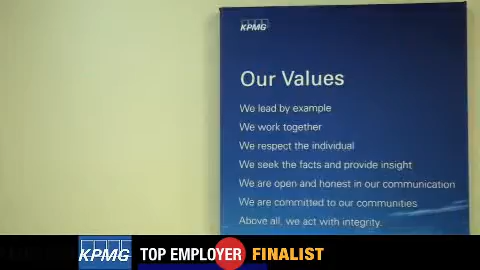 KPMG
Our Values
We lead by example
We work together
We respect the individual
We seek the facts and provide insight
We are open and honest in our communication
We are committed to our communities
Above all, we act with integrity.
KPMG TOP EMPLOYER FINALIST